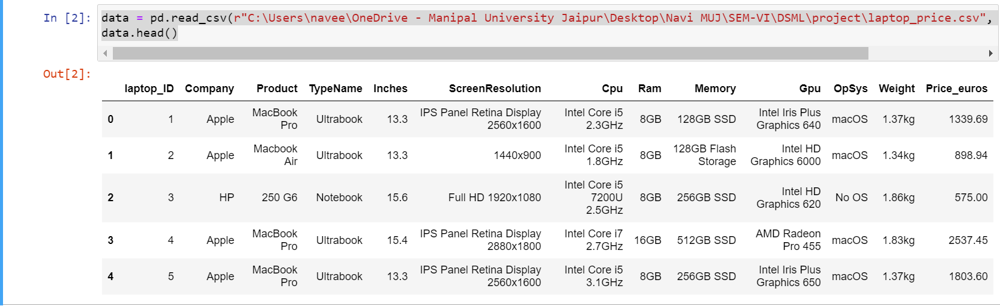 In [2]: data = pd.read_csv(r"C:\Users\navee\OneDrive - Manipal University Jaipur\Desktop\Navi MUJ\SEM-VI\DSML\project\laptop_price.csv",
data.head()
Out[2]:
laptop_ID Company Product TypeName Inches ScreenResolution Cpu Ram Memory Gpu OpSys Weight Price_euros
MacBook IPS Panel Retina Display Intel Core i5 Intel Iris Plus
0 1 Apple Ultrabook 13.3 8GB 128GB SSD macOS 1.37kg 1339.69
Pro 2560x1600 2.3GHz Graphics 640
Macbook Intel Core i5 128GB Flash Intel HD
1 2 Apple Ultrabook 13.3 1440x900 8GB macOS 1.34kg 898.94
Air 1.8GHz Storage Graphics 6000
Intel Core i5 Intel HD
2 3 HP 250 G6 Notebook 15.6 Full HD 1920x1080 7200U 8GB 256GB SSD No OS 1.86kg 575.00
2.5GHz Graphics 620
MacBook IPS Panel Retina Display Intel Core i7 AMD Radeon
3 4 Apple Ultrabook 15.4 16GB 512GB SSD macOS 1.83kg 2537.45
Pro 2880x1800 2.7GHz Pro 455
MacBook IPS Panel Retina Display Intel Core i5 Intel Iris Plus
4 5 Apple Ultrabook 13.3 8GB 256GB SSD macOS 1.37kg 1803.60
Pro 2560x1600 3.1GHz Graphics 650